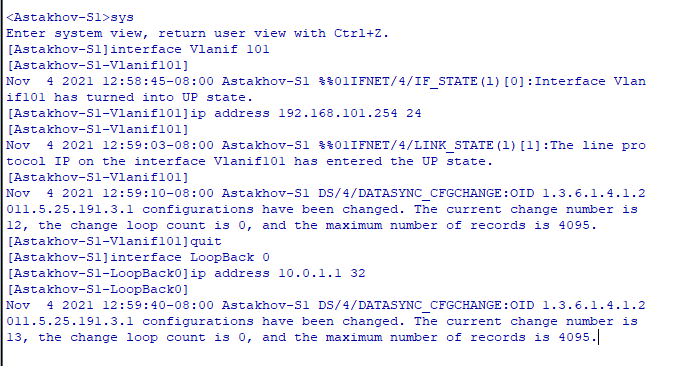 <Astakhov-S1>sys
Enter system view, return user view with Ctrl+Z.
[Astakhov-S1]interface Vlanif 101
[Astakhov-S1-Vlanif101]
Nov  4 2021 12:58:45-08:00 Astakhov-S1 %%01IFNET/4/IF_STATE(l)[0]:Interface Vlan
if101 has turned into UP state.
[Astakhov-S1-Vlanif101]ip address 192.168.101.254 24
[Astakhov-S1-Vlanif101]
Nov  4 2021 12:59:03-08:00 Astakhov-S1 %%01IFNET/4/LINK_STATE(l)[1]:The line pro
tocol IP on the interface Vlanif101 has entered the UP state.
[Astakhov-S1-Vlanif101]
Nov  4 2021 12:59:10-08:00 Astakhov-S1 DS/4/DATASYNC_CFGCHANGE:OID 1.3.6.1.4.1.2
011.5.25.191.3.1 configurations have been changed. The current change number is
12, the change loop count is 0, and the maximum number of records is 4095.
[Astakhov-S1-Vlanif101]quit
[Astakhov-S1]interface LoopBack 0
[Astakhov-S1-LoopBack0]ip address 10.0.1.1 32
[Astakhov-S1-LoopBack0]
Nov  4 2021 12:59:40-08:00 Astakhov-S1 DS/4/DATASYNC_CFGCHANGE:OID 1.3.6.1.4.1.2
011.5.25.191.3.1 configurations have been changed. The current change number is
13, the change loop count is 0, and the maximum number of records is 4095.